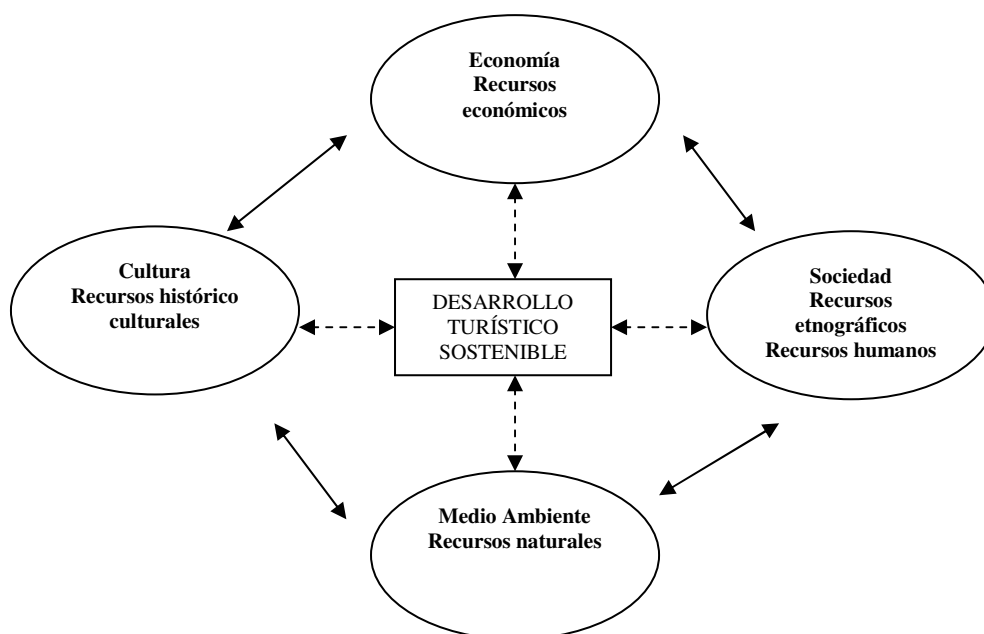 Economía
Recursos
económicos
Cultura
Recursos histórico
culturales
DESARROLLO
TURÍSTICO
SOSTENIBLE
Sociedad
Recursos
etnográficos
Recursos humanos
Medio Ambiente
Recursos naturales